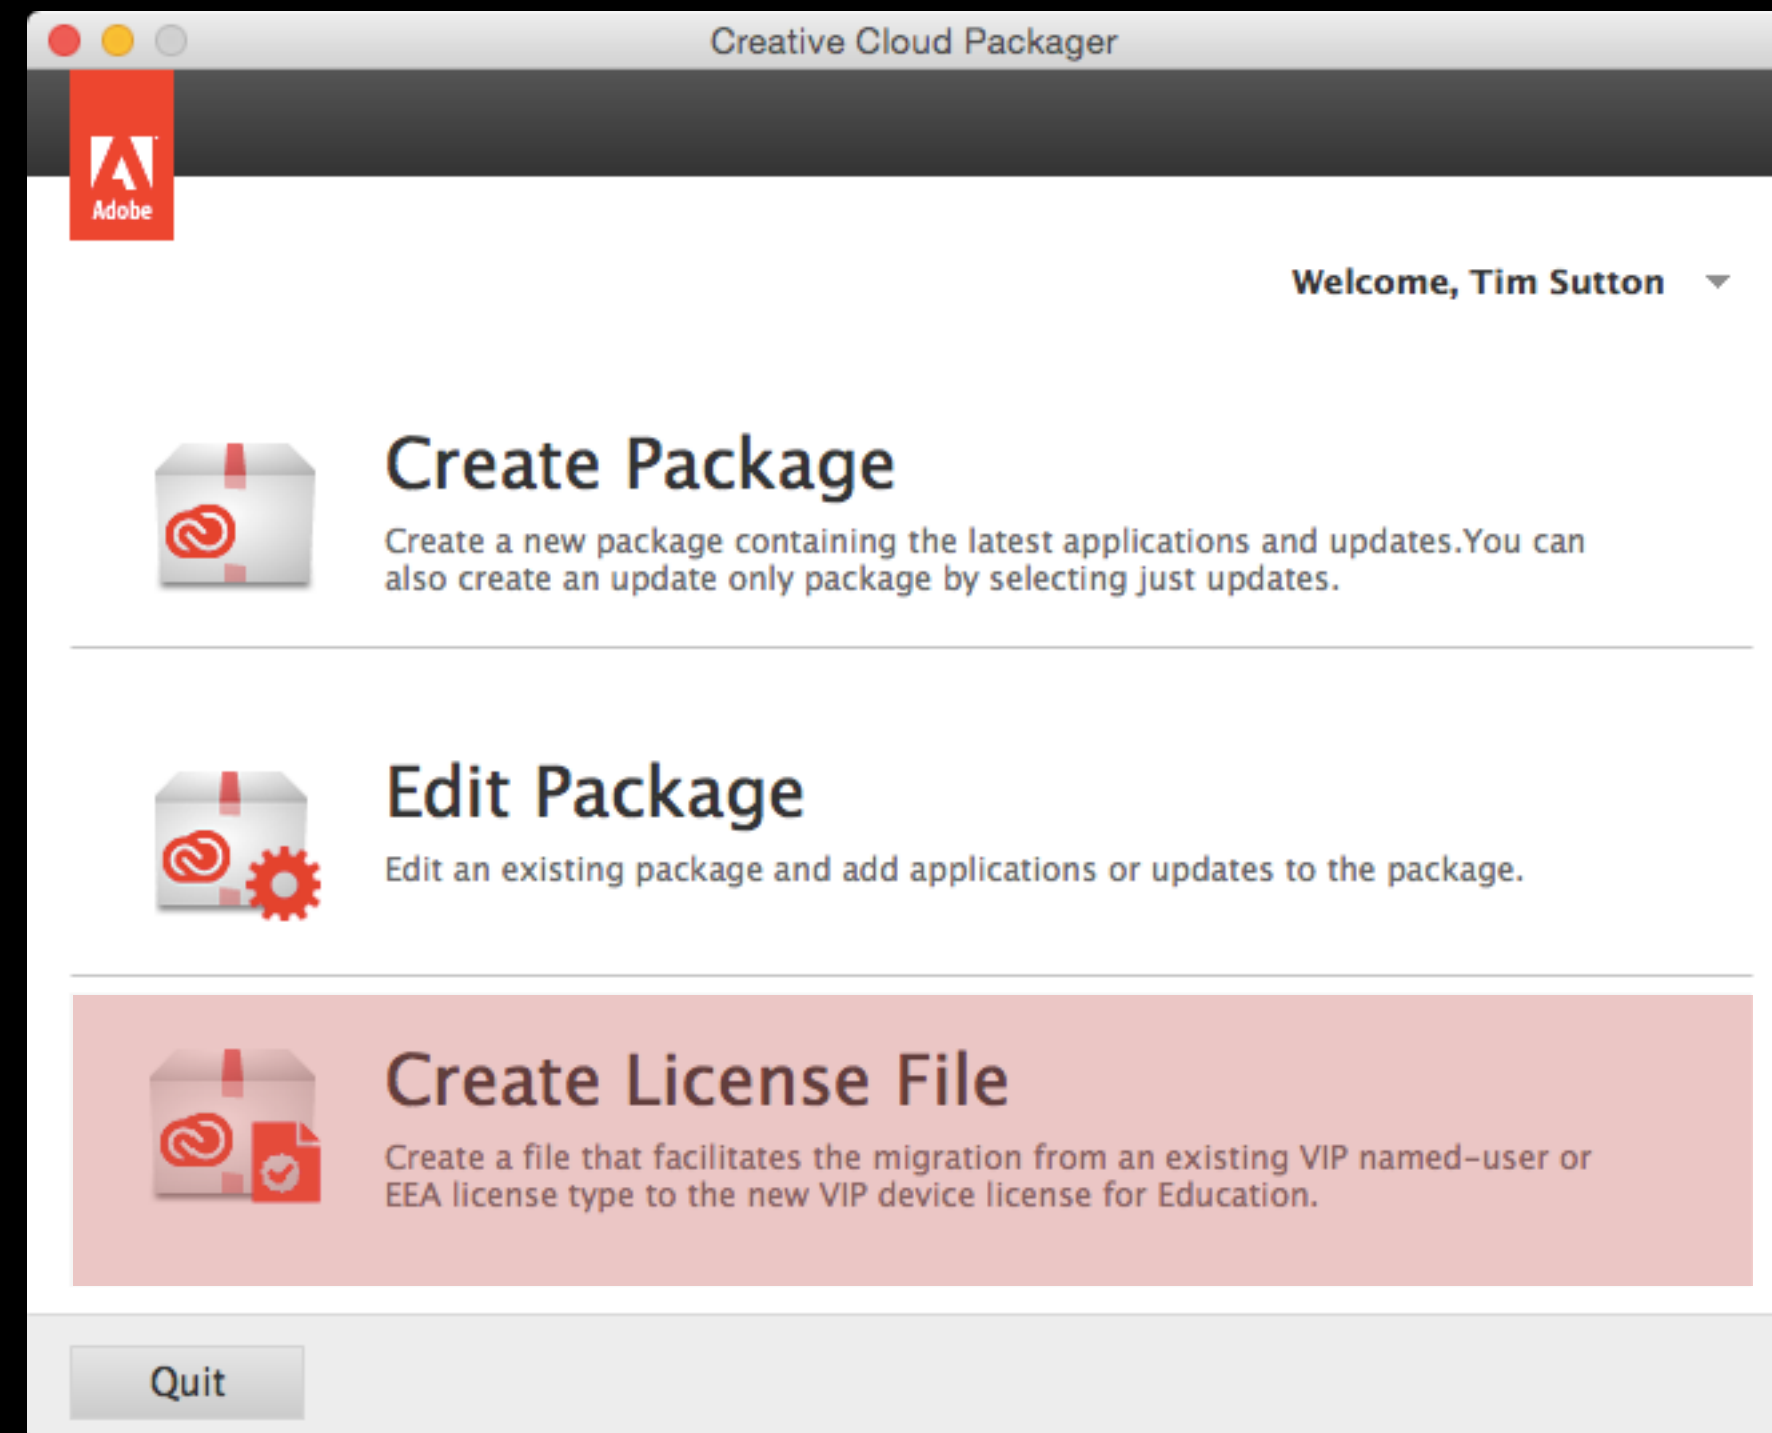 Creative Cloud Packager
Adobe
Welcome, Tim Sutton
Create Package
Create a new package containing the latest applications and updates.You can
also create an update only package by selecting just updates.
Edit Package
Edit an existing package and add applications or updates to the package.
Create License File
Create a file that facilitates the migration from an existing VIP named-user or
EEA license type to the new VIP device license for Education.
Quit